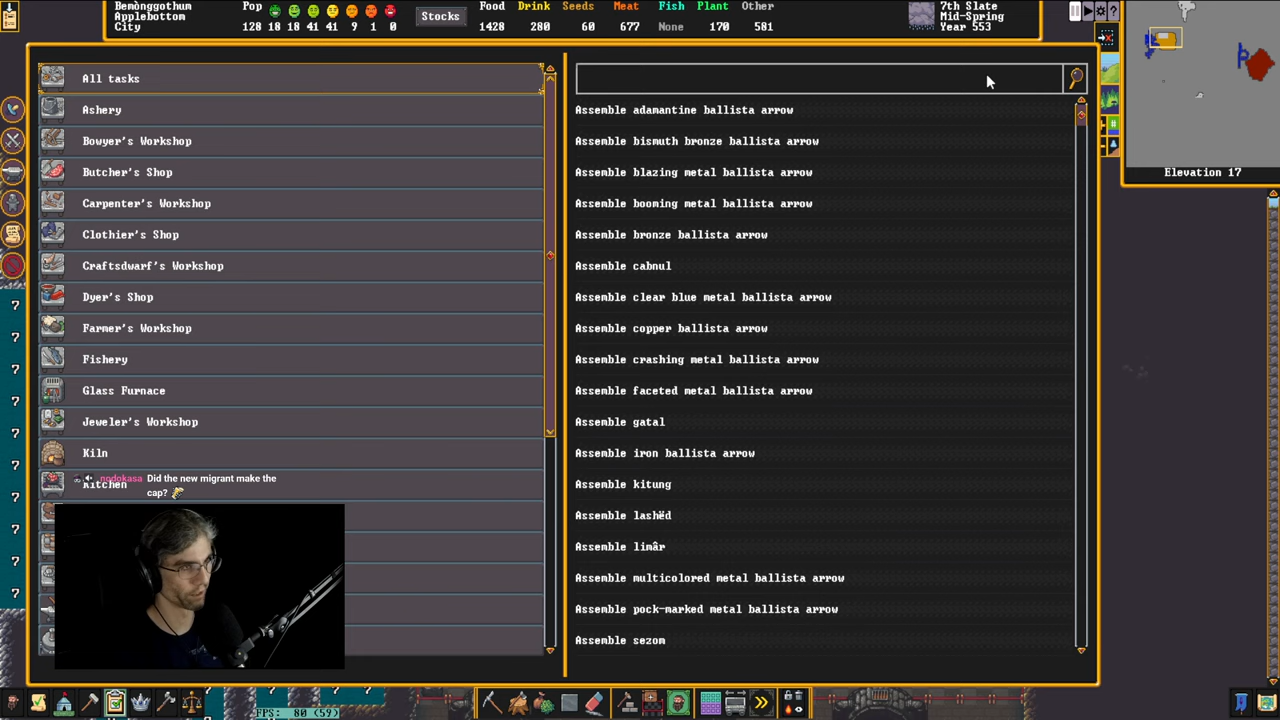 Bemònggothum
Applebottom
City
Pop
128 18 18 41 41 9 1 0
Stocks
Food Drink Seeds Meat Fish Plant Other
1428 280 60 677 None 170 581
7th Slate
Mid-Spring
Year 553
?
Elevation 17
All tasks
Ashery
Bowyer's Workshop
Butcher's Shop
Carpenter's Workshop
Clothier's Shop
Craftsdwarf's Workshop
Dyer's Shop
Farmer's Workshop
Fishery
Glass Furnace
Jeweler's Workshop
Kiln
Kitchen
nodokasa Did the new migrant make the
cap?
Assemble adamantine ballista arrow
Assemble bismuth bronze ballista arrow
Assemble blazing metal ballista arrow
Assemble booming metal ballista arrow
Assemble bronze ballista arrow
Assemble cabnul
Assemble clear blue metal ballista arrow
Assemble copper ballista arrow
Assemble crashing metal ballista arrow
Assemble faceted metal ballista arrow
Assemble gatal
Assemble iron ballista arrow
Assemble kitung
Assemble lashëd
Assemble limâr
Assemble multicolored metal ballista arrow
Assemble pock-marked metal ballista arrow
Assemble sezom
?
?
?
?
?
?
?
?
?
?
? ? ?
FPS: 80 (59)